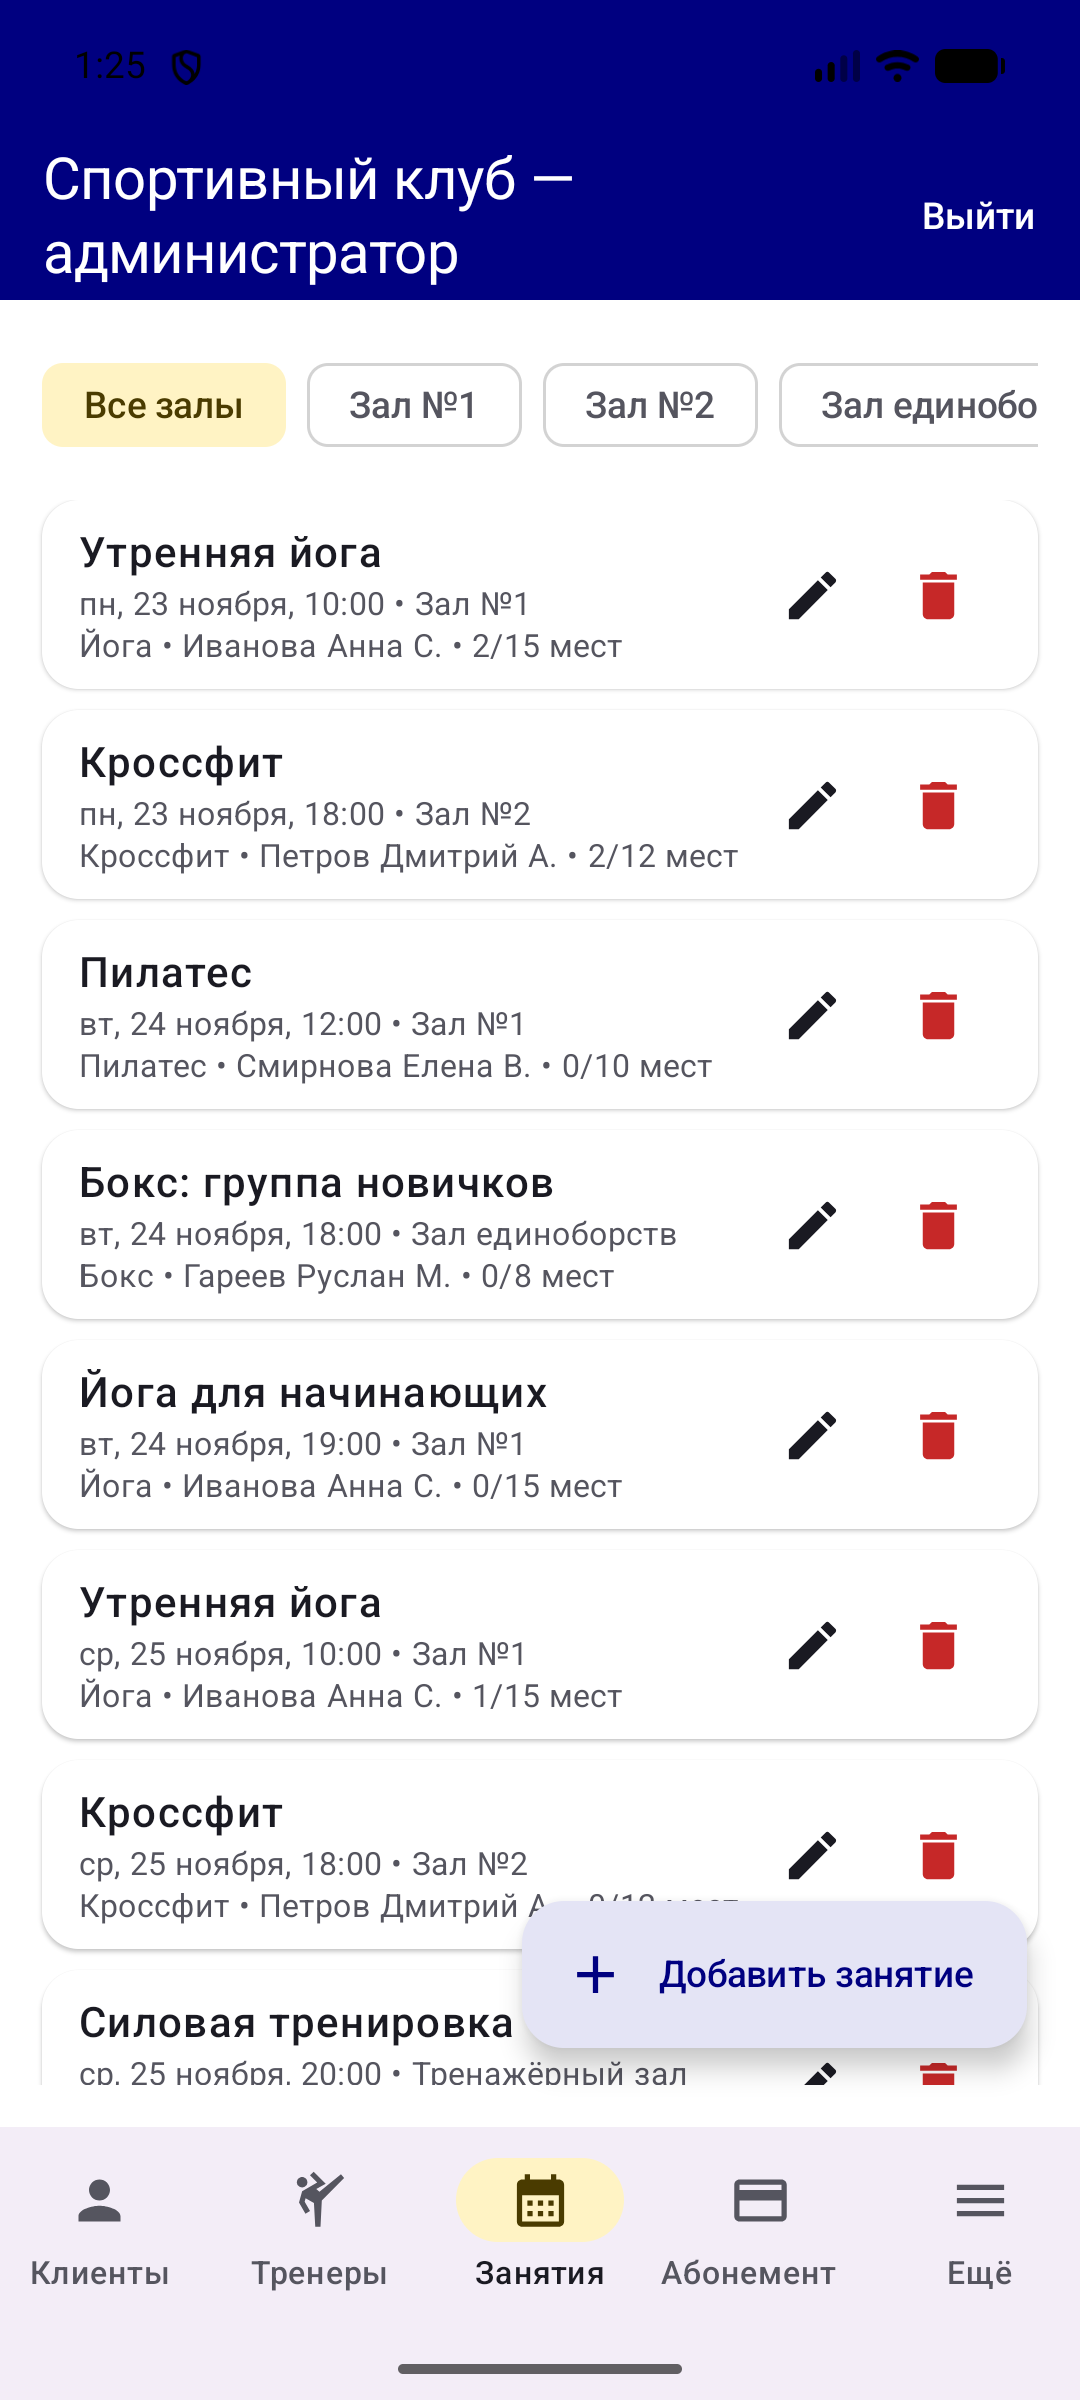 1:25
Спортивный клуб —
администратор
Выйти
Все залы
Зал №1
Зал №2
Зал единобо
Утренняя йога
пн, 23 ноября, 10:00 • Зал №1
Йога • Иванова Анна С. • 2/15 мест
Кроссфит
пн, 23 ноября, 18:00 • Зал №2
Кроссфит • Петров Дмитрий А. • 2/12 мест
Пилатес
вт, 24 ноября, 12:00 • Зал №1
Пилатес • Смирнова Елена В. • 0/10 мест
Бокс: группа новичков
вт, 24 ноября, 18:00 • Зал единоборств
Бокс • Гареев Руслан М. • 0/8 мест
Йога для начинающих
вт, 24 ноября, 19:00 • Зал №1
Йога • Иванова Анна С. • 0/15 мест
Утренняя йога
ср, 25 ноября, 10:00 • Зал №1
Йога • Иванова Анна С. • 1/15 мест
Кроссфит
ср, 25 ноября, 18:00 • Зал №2
Кроссфит • Петров Дмитрий А.
Добавить занятие
Силовая тренировка
ср, 25 ноября, 20:00 • Тренажёрный зал
Клиенты
Тренеры
Занятия
Абонемент
Ещё